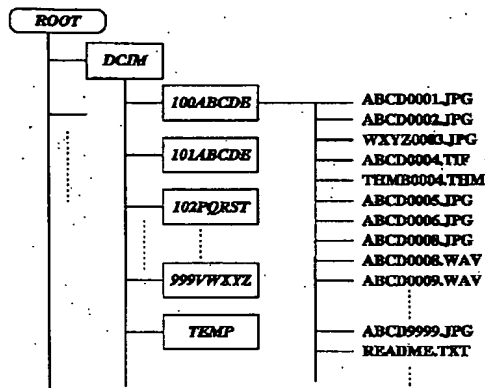 ROOT
DCIM
100ABCDE
101ABCDE
102PQRST
999VWXYZ
TEMP
ABCD0001.JPG
ABCD0002.JPG
WXYZ0003.JPG
ABCD0004.TIF
THMB0004.THM
ABCD0005.JPG
ABCD0006.JPG
ABCD0008.JPG
ABCD0008.WAV
ABCD0009.WAV
ABCD9999.JPG
README.TXT